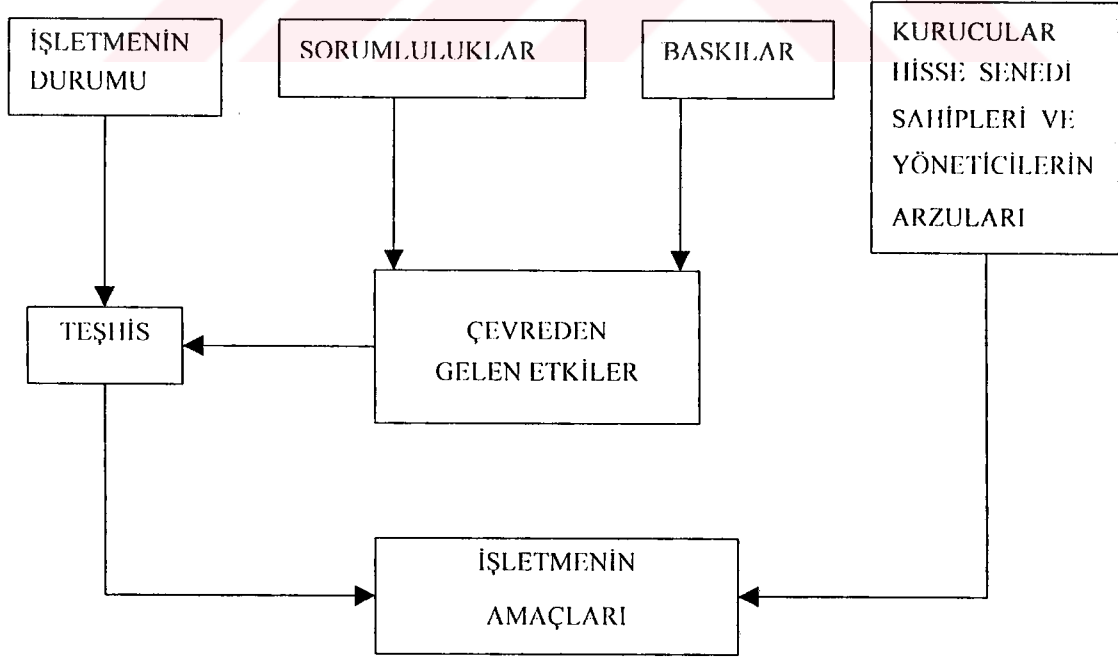 İŞLETMENİN
DURUMU
SORUMLULUKLAR
BASKILAR
KURUCULAR
HİSSE SENEDİ
SAHİPLERİ VE
YÖNETİCİLERİN
ARZULARI
TEŞHİS
ÇEVREDEN
GELEN ETKİLER
İŞLETMENİN
AMAÇLARI